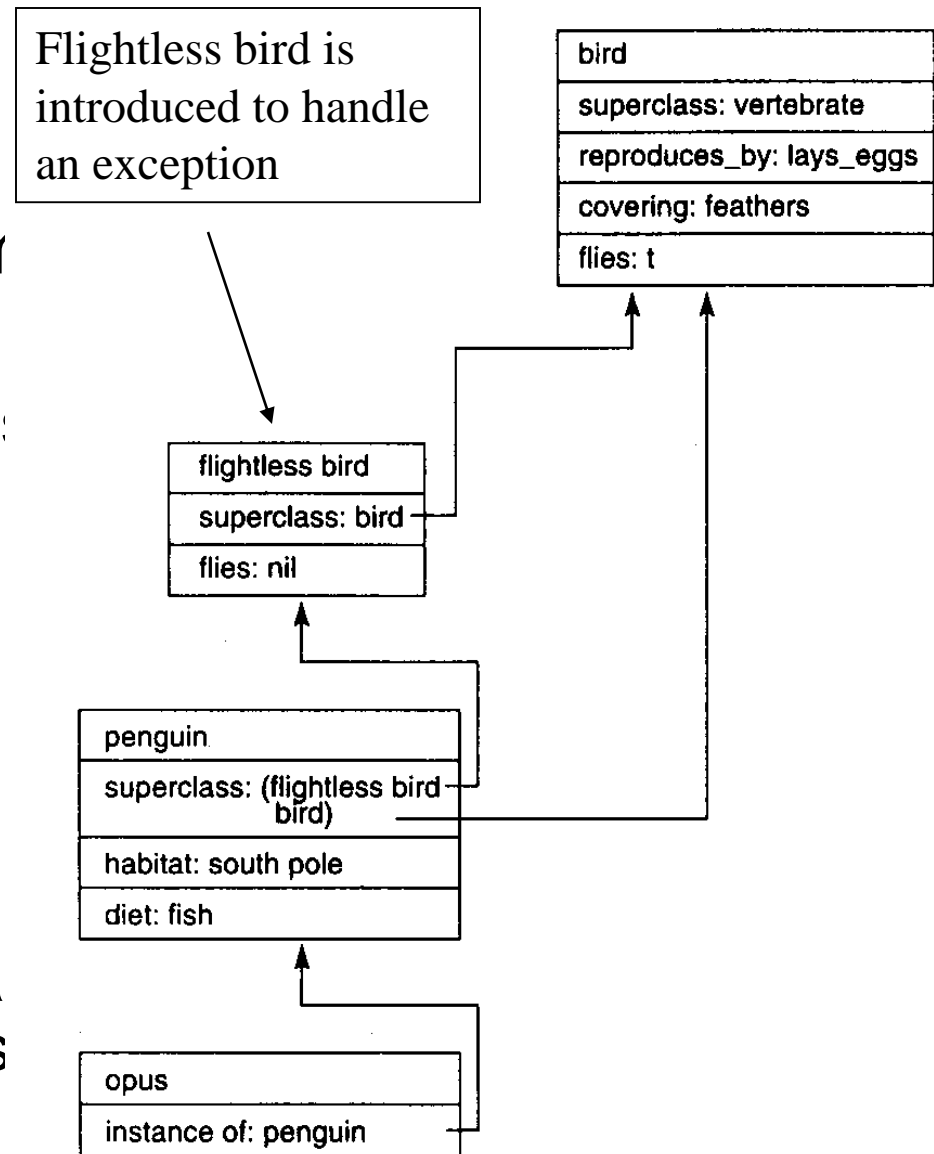 Flightless bird is
introduced to handle
an exception
bird
superclass: vertebrate
reproduces_by: lays_eggs
covering: feathers
flies: t
flightless bird
superclass: bird
flies: nil
penguin
superclass: (flightless bird
bird)
habitat: south pole
diet: fish
opus
instance of: penguin